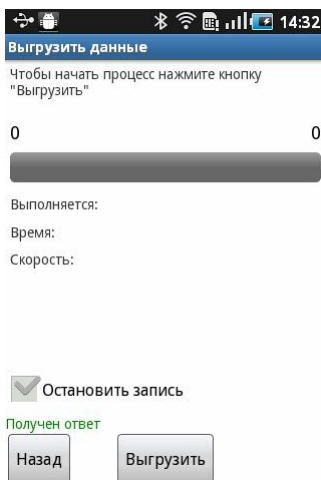 14:32
Выгрузить данные
Чтобы начать процесс нажмите кнопку
"Выгрузить"
0 0
Выполняется:
Время:
Скорость:
Остановить запись
Получен ответ
Назад Выгрузить